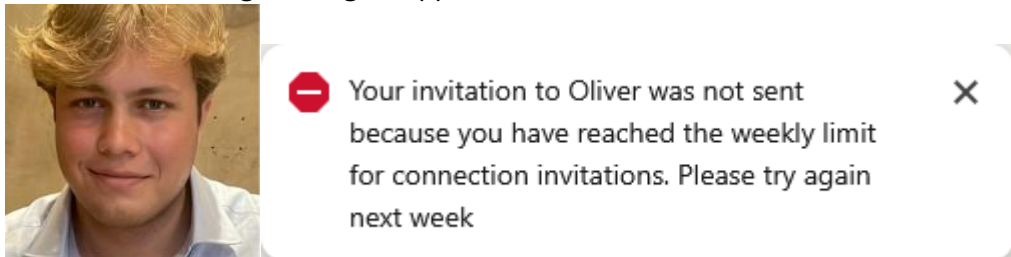 Your invitation to Oliver was not sent
because you have reached the weekly limit
for connection invitations. Please try again
next week